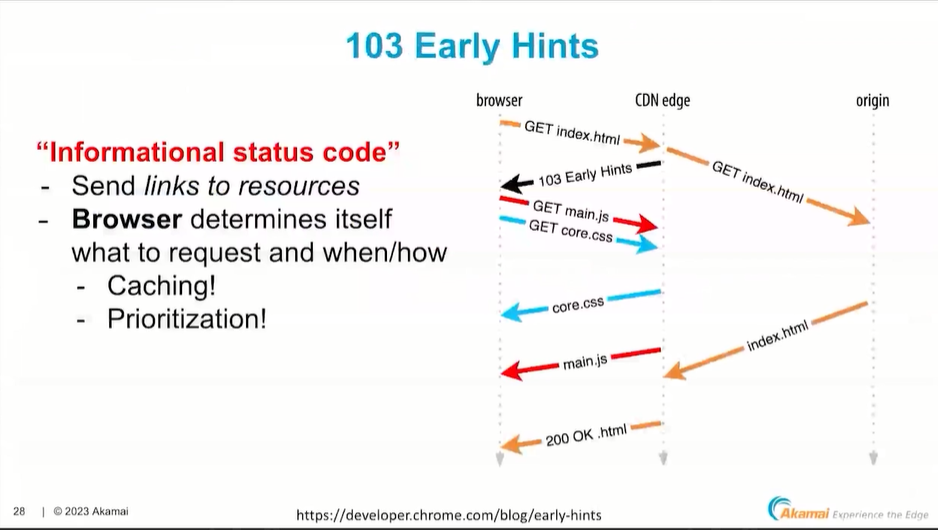 103 Early Hints
“Informational status code”
- Send links to resources
- Browser determines itself
what to request and when/how
- Caching!
- Prioritization!
browser
CDN edge
origin
GET index.html
GET index.html
103 Early Hints
GET main.js
GET core.css
core.css
index.html
main.js
200 OK .html
28 | © 2023 Akamai
https://developer.chrome.com/blog/early-hints
Akamai Experience the Edge